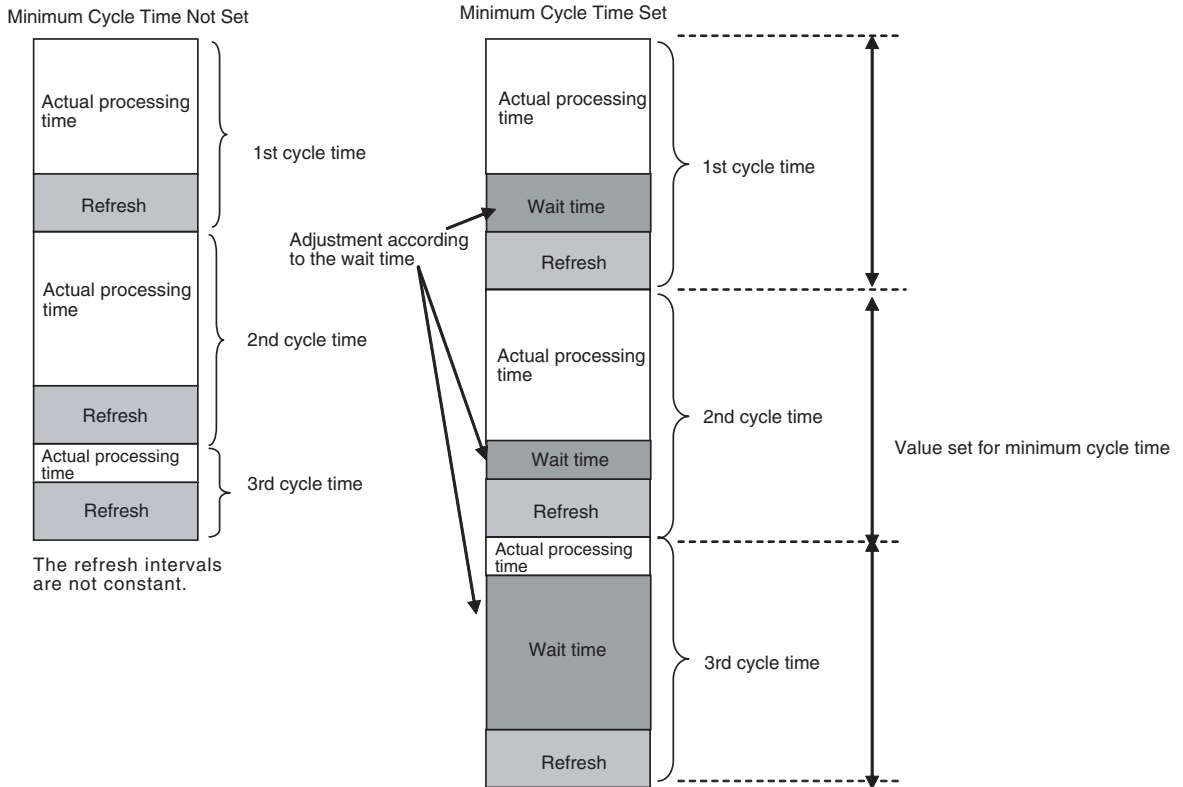 Minimum Cycle Time Not Set
Actual processing
time
Refresh
1st cycle time
Actual processing
time
Refresh
2nd cycle time
Actual processing
time
Refresh
3rd cycle time
The refresh intervals
are not constant.
Adjustment according
to the wait time
Minimum Cycle Time Set
Actual processing
time
Wait time
Refresh
1st cycle time
Actual processing
time
Wait time
Refresh
2nd cycle time
Actual processing
time
Wait time
Refresh
3rd cycle time
Value set for minimum cycle time